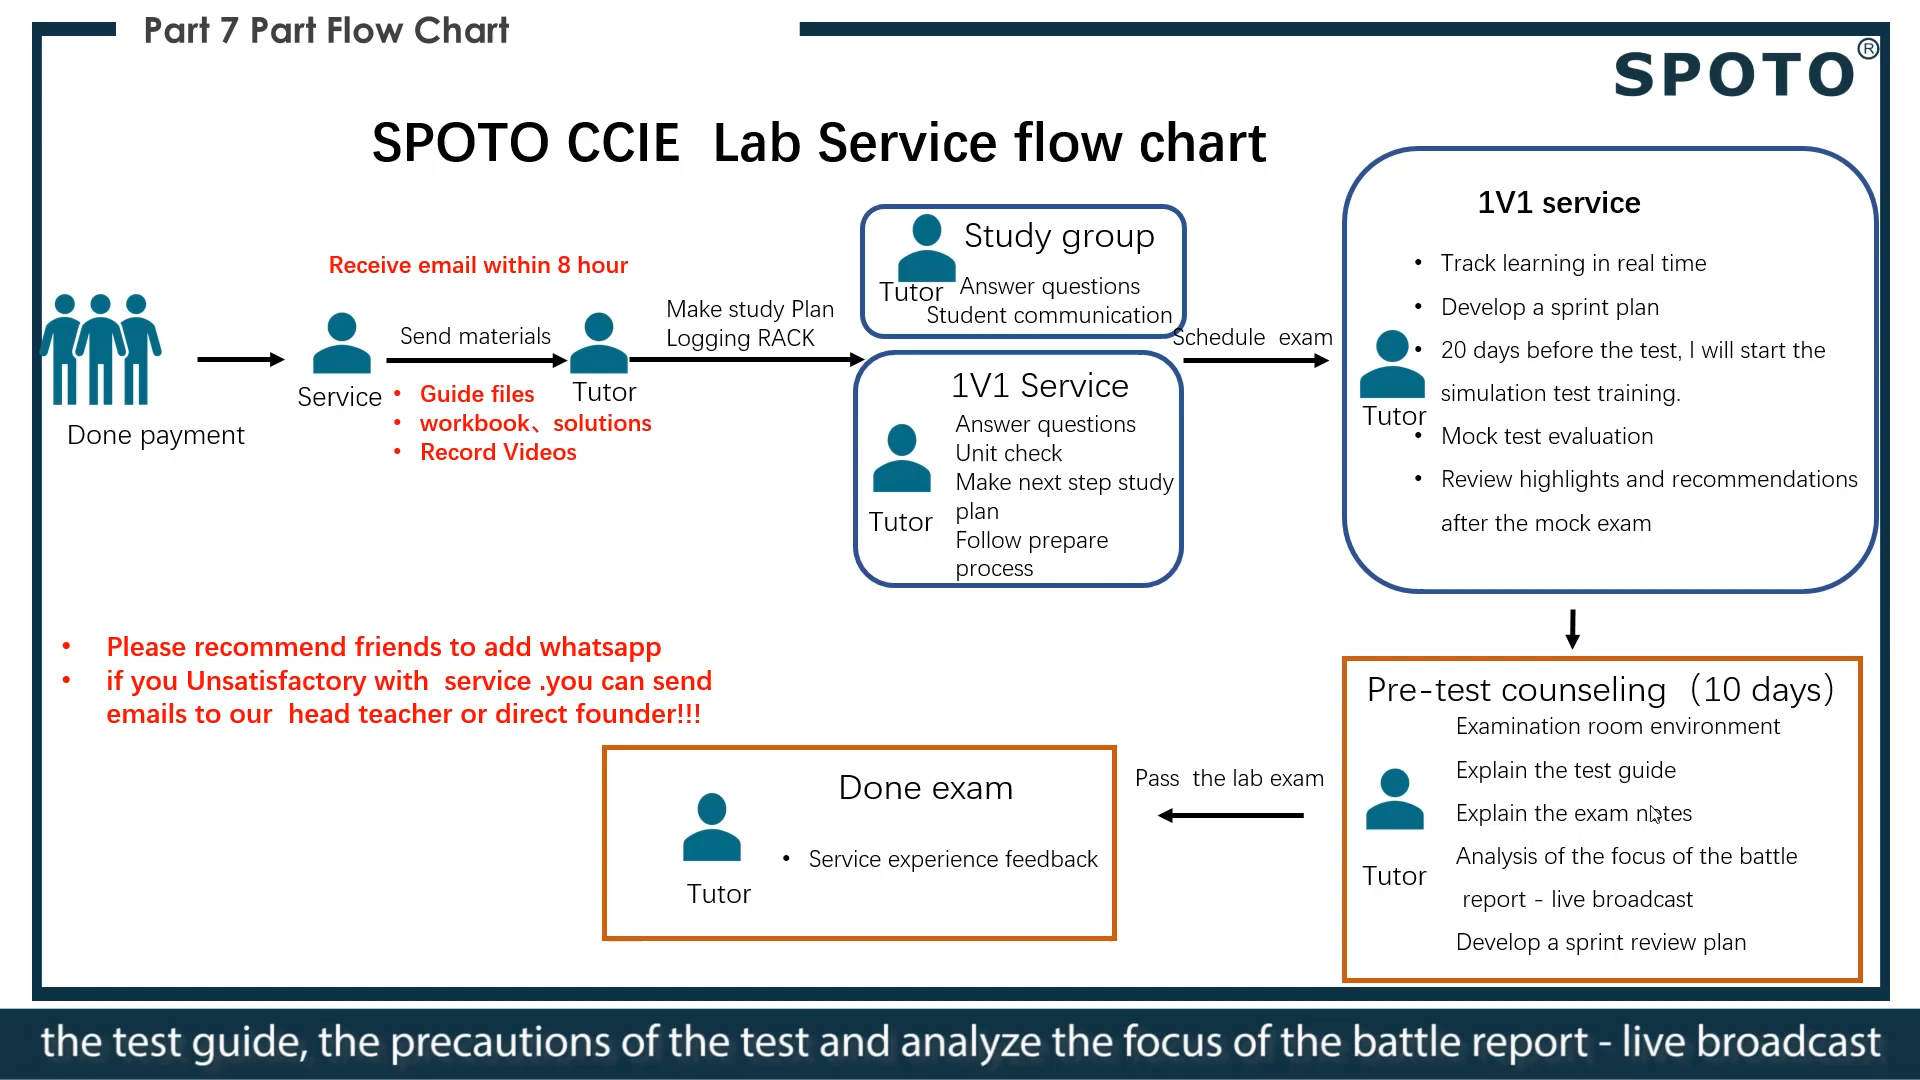 Part 7 Part Flow Chart
SPOTO®
SPOTO CCIE Lab Service flow chart
Done payment
Receive email within 8 hour
Service
Send materials
• Guide files
• workbook、solutions
• Record Videos
Tutor
Make study Plan
Logging RACK
Study group
Tutor
Answer questions
Student communication
1V1 Service
Answer questions
Unit check
Make next step study
plan
Follow prepare
process
Tutor
Schedule exam
1V1 service
• Track learning in real time
• Develop a sprint plan
• 20 days before the test, I will start the
simulation test training.
• Mock test evaluation
• Review highlights and recommendations
after the mock exam
Tutor
• Please recommend friends to add whatsapp
• if you Unsatisfactory with service .you can send
emails to our head teacher or direct founder!!!
Pre-test counseling（10 days）
Examination room environment
Explain the test guide
Explain the exam notes
Analysis of the focus of the battle
report - live broadcast
Develop a sprint review plan
Tutor
Pass the lab exam
Done exam
• Service experience feedback
Tutor
the test guide, the precautions of the test and analyze the focus of the battle report - live broadcast